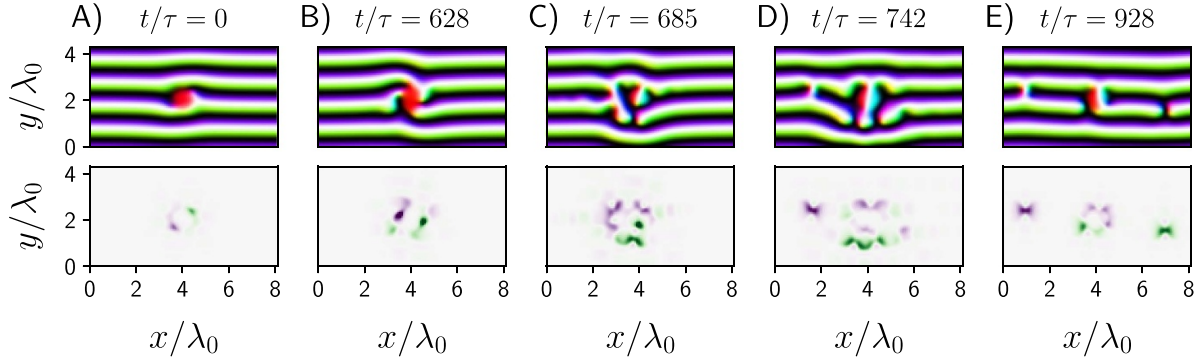 A) t/τ = 0 B) t/τ = 628 C) t/τ = 685 D) t/τ = 742 E) t/τ = 928
y/λ₀ 4 2 0
y/λ₀ 4 2 0
0 2 4 6 8 0 2 4 6 8 0 2 4 6 8 0 2 4 6 8 0 2 4 6 8
x/λ₀ x/λ₀ x/λ₀ x/λ₀ x/λ₀